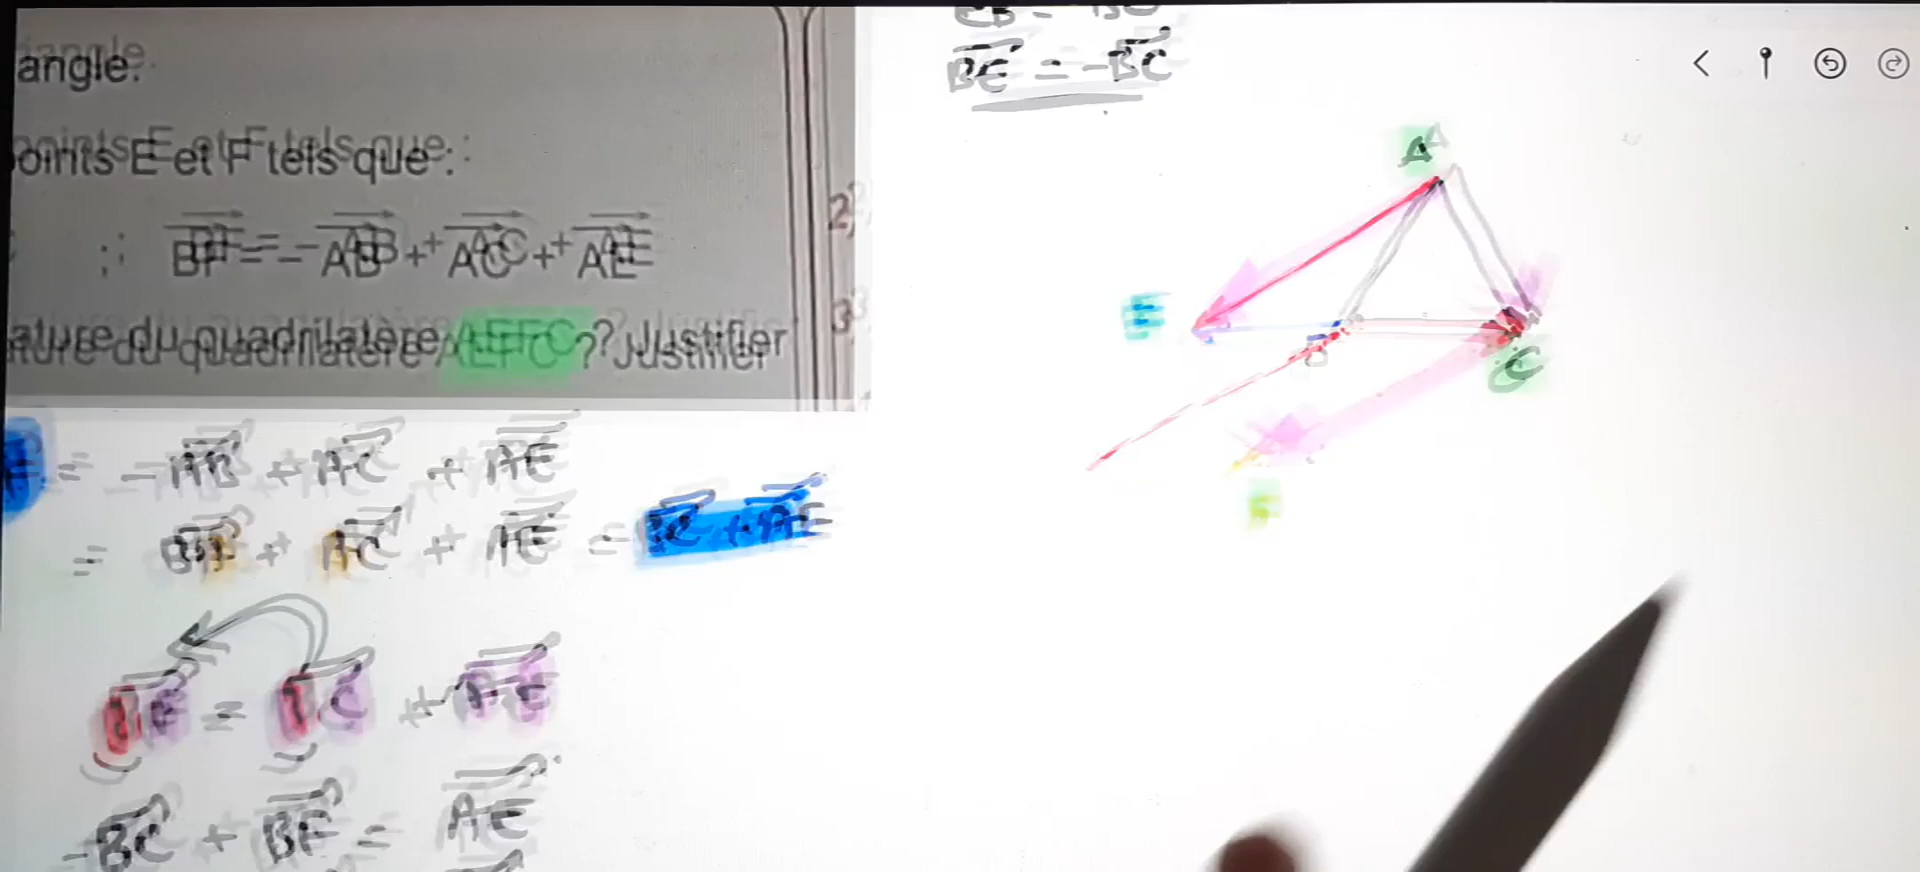 angle.
points E et F tels que :
: BF = - AB + AC + AE
ature du quadrilatère AEFC ? Justifier
= - AB + AC + AE
= BA + AC + AE = BC + AE
BF = BC + AE
- BC + BF = AE
BE = - BC
A
E
B
C
F